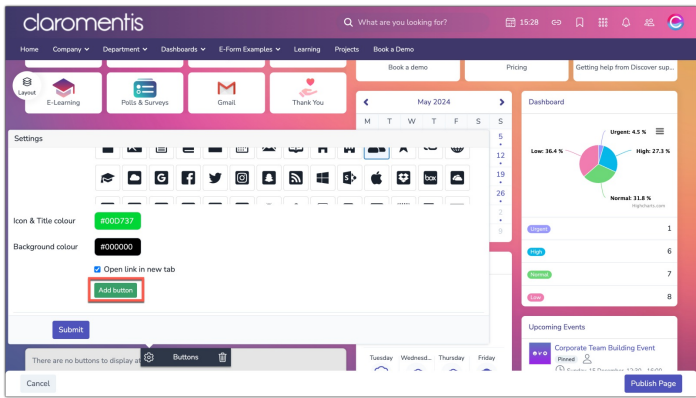 claromentis
What are you looking for?
15:28
Home Company Department Dashboards E-Form Examples Learning Projects Book a Demo
Book a demo
Pricing
Getting help from Discover sup...
Layout
E-Learning
Polls & Surveys
Gmail
Thank You
May 2024
M T W T F S S
5
12
19
26
2
9
Dashboard
Urgent: 4.5 %
Low: 36.4 %
High: 27.3 %
Normal: 31.8 %
Highcharts.com
Urgent 1
High 6
Normal 7
Low 8
Settings
box
Icon & Title colour
#00D737
Background colour
#000000
Open link in new tab
Add button
Submit
There are no buttons to display at
Buttons
Tuesday Wednesd... Thursday Friday
Upcoming Events
Corporate Team Building Event
Pinned
Cancel
Publish Page